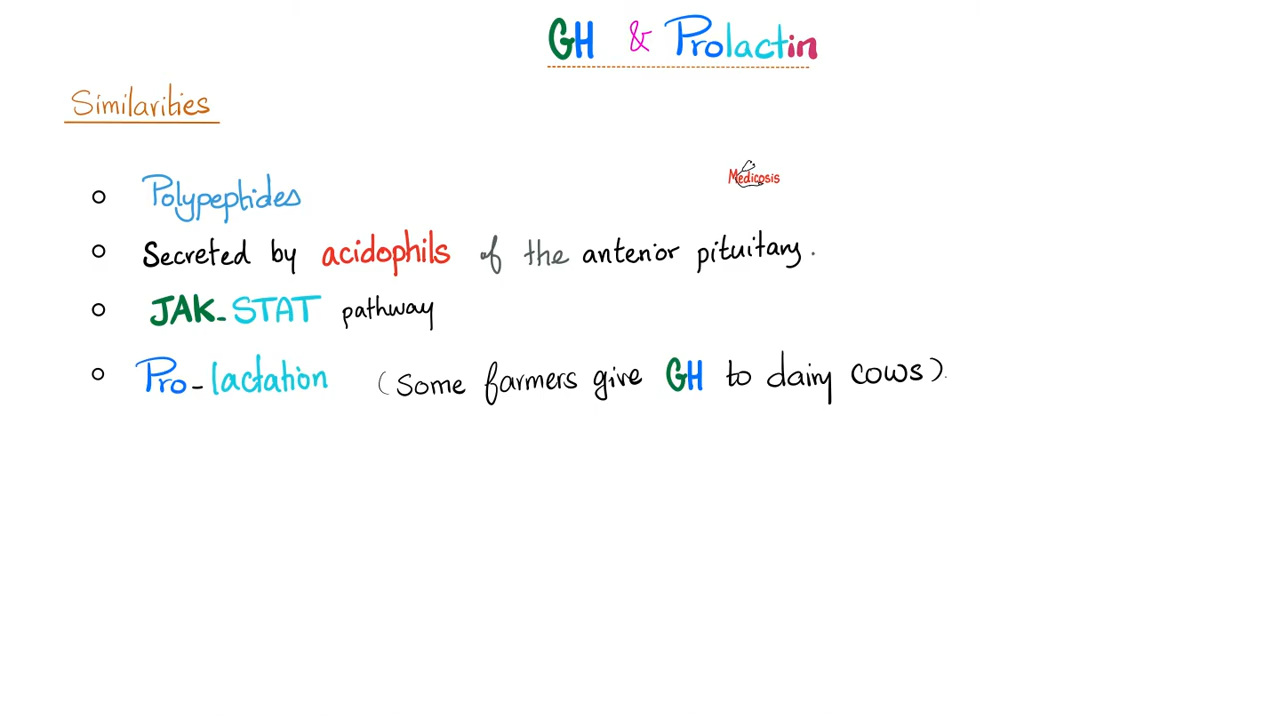 GH & Prolactin
Similarities
Medicosis
Polypeptides
Secreted by acidophils of the anterior pituitary.
JAK-STAT pathway
Pro-lactation (Some farmers give GH to dairy cows).